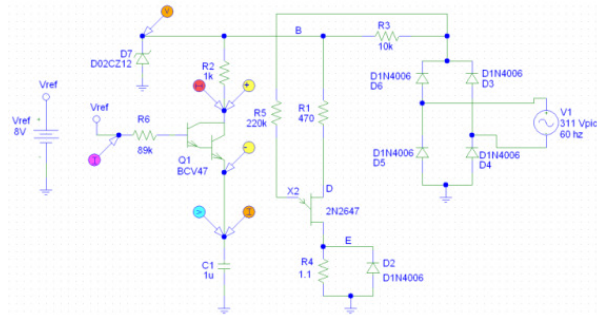 V
B
R3
10k
D7
D02CZ12
R2
1k
D1N4006
D6
D1N4006
D3
Vref
Vref
I
+
R5
220k
R1
470
Vref
8V
R6
89k
V1
311 Vpic
60 hz
I
Q1
BCV47
-
D1N4006
D5
D1N4006
D4
X2
D
2N2647
V
I
E
C1
1u
R4
1.1
D2
D1N4006